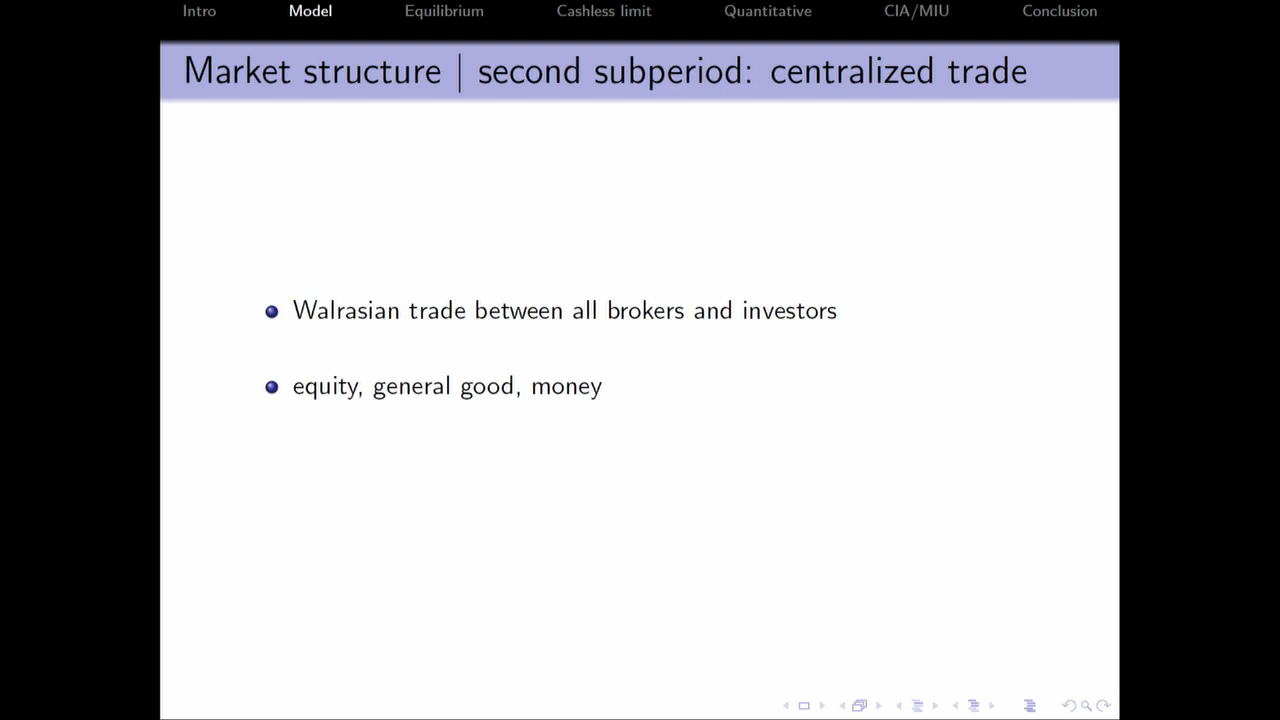 Intro Model Equilibrium Cashless limit Quantitative CIA/MIU Conclusion
Market structure | second subperiod: centralized trade
Walrasian trade between all brokers and investors
equity, general good, money